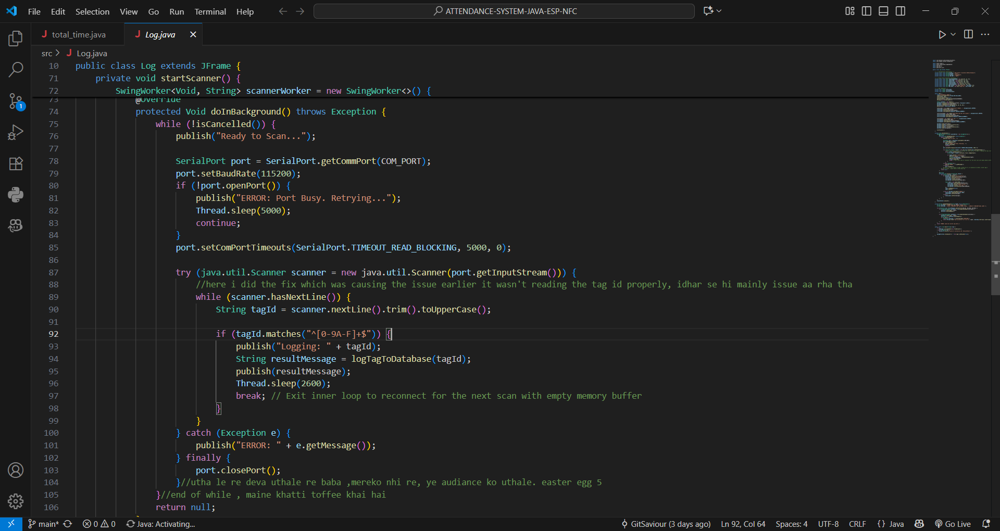 File Edit Selection View Go Run Terminal Help
ATTENDANCE-SYSTEM-JAVA-ESP-NFC
J total_time.java
J Log.java
src > J Log.java
10 public class Log extends JFrame {
71 private void startScanner() {
72 SwingWorker<Void, String> scannerWorker = new SwingWorker<>() {
73 @Override
74 protected Void doInBackground() throws Exception {
75 while (!isCancelled()) {
76 publish("Ready to Scan...");
77
78 SerialPort port = SerialPort.getCommPort(COM_PORT);
79 port.setBaudRate(115200);
80 if (!port.openPort()) {
81 publish("ERROR: Port Busy. Retrying...");
82 Thread.sleep(5000);
83 continue;
84 }
85 port.setComPortTimeouts(SerialPort.TIMEOUT_READ_BLOCKING, 5000, 0);
86
87 try (java.util.Scanner scanner = new java.util.Scanner(port.getInputStream())) {
88 //here i did the fix which was causing the issue earlier it wasn't reading the tag id properly, idhar se hi mainly issue aa rha tha
89 while (scanner.hasNextLine()) {
90 String tagId = scanner.nextLine().trim().toUpperCase();
91
92 if (tagId.matches("^[0-9A-F]+$")) {
93 publish("Logging: " + tagId);
94 String resultMessage = logTagToDatabase(tagId);
95 publish(resultMessage);
96 Thread.sleep(2600);
97 break; // Exit inner loop to reconnect for the next scan with empty memory buffer
98 }
99 }
100 } catch (Exception e) {
101 publish("ERROR: " + e.getMessage());
102 } finally {
103 port.closePort();
104 }//utha le re deva uthale re baba ,mereko nhi re, ye audiance ko uthale. easter egg 5
105 }//end of while , maine khatti toffee khai hai
106 return null;
1
main* 0 0 Java: Activating... GitSaviour (3 days ago) Ln 92, Col 64 Spaces: 4 UTF-8 CRLF {} Java Go Live